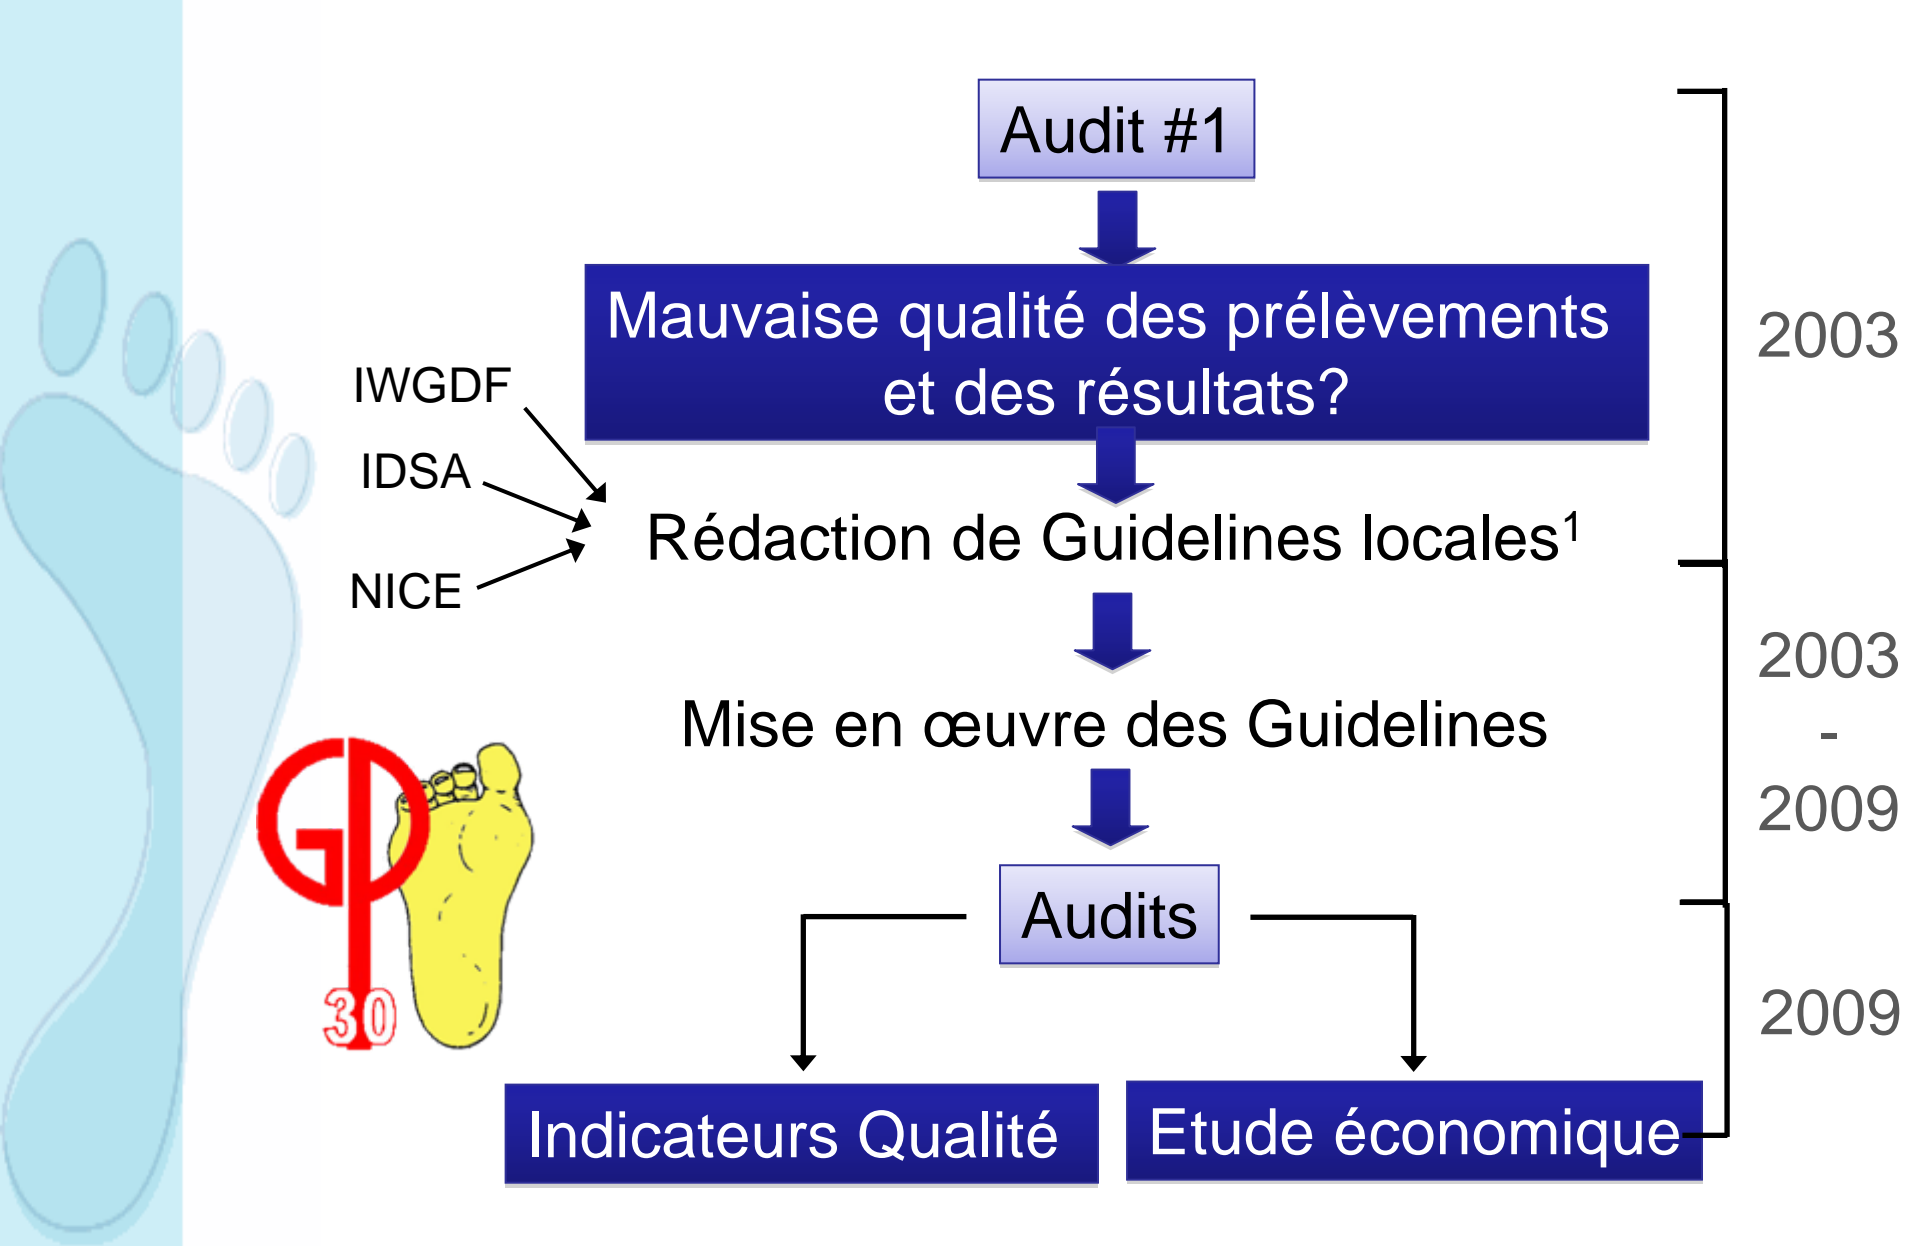 Audit #1
Mauvaise qualité des prélèvements
et des résultats?
2003
IWGDF
IDSA
NICE
Rédaction de Guidelines locales¹
Mise en œuvre des Guidelines
2003
-
2009
Audits
2009
Indicateurs Qualité
Etude économique
GP
30